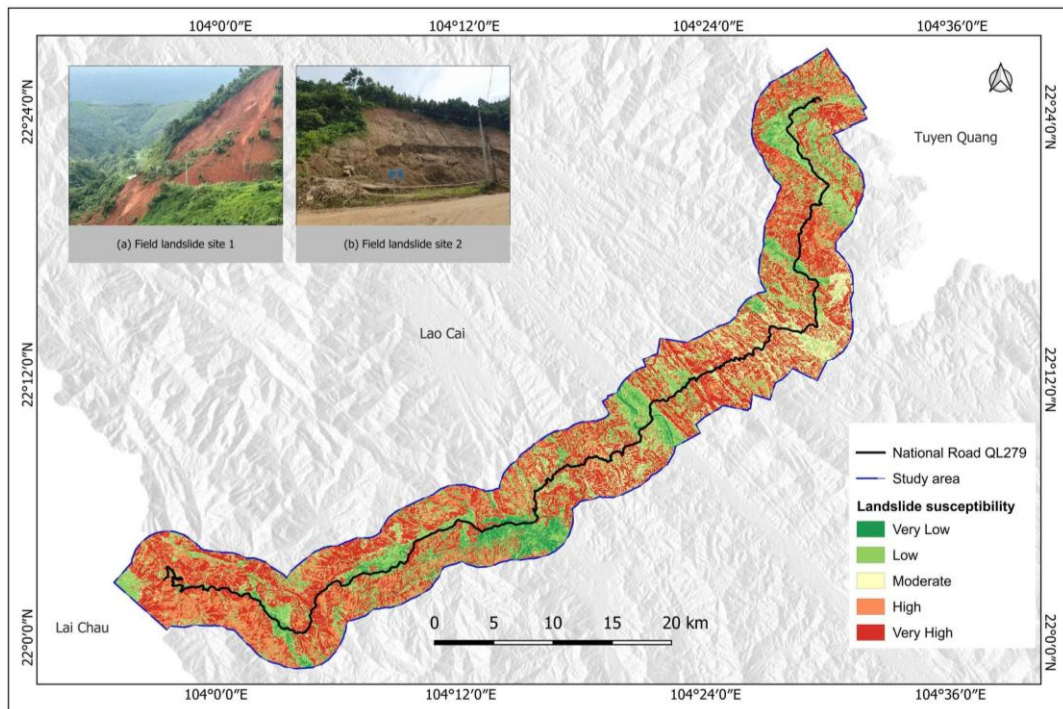 104°0′0″E
104°12′0″E
104°24′0″E
104°36′0″E
22°24′0″N
22°24′0″N
Tuyen Quang
(a) Field landslide site 1
(b) Field landslide site 2
Lao Cai
22°12′0″N
22°12′0″N
National Road QL279
Study area
Landslide susceptibility
Very Low
Low
Moderate
High
Very High
Lai Chau
22°0′0″N
22°0′0″N
0 5 10 15 20 km
104°0′0″E
104°12′0″E
104°24′0″E
104°36′0″E